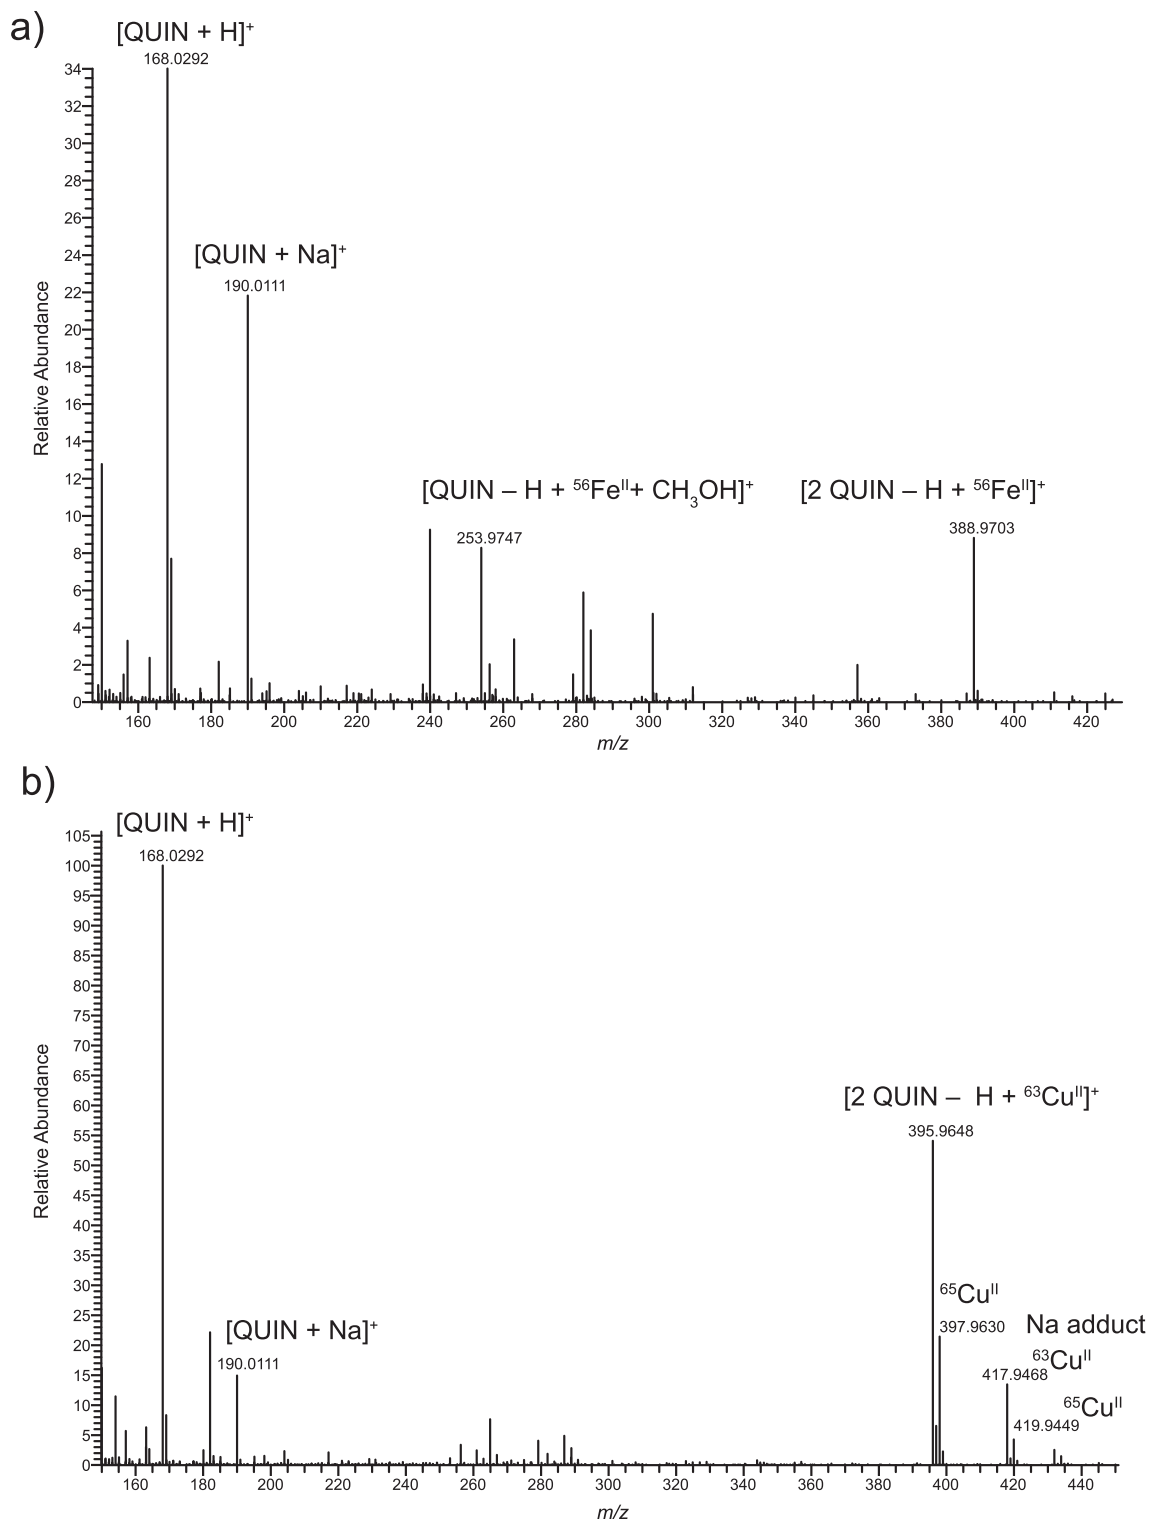 a)
[QUIN + H]⁺
168.0292
[QUIN + Na]⁺
190.0111
[QUIN – H + ⁵⁶Feᴵᴵ+ CH₃OH]⁺
253.9747
[2 QUIN – H + ⁵⁶Feᴵᴵ]⁺
388.9703
34
32
30
28
26
24
22
20
18
16
14
12
10
8
6
4
2
0
Relative Abundance
160 180 200 220 240 260 280 300 320 340 360 380 400 420
m/z
b)
[QUIN + H]⁺
168.0292
[2 QUIN – H + ⁶³Cuᴵᴵ]⁺
395.9648
⁶⁵Cuᴵᴵ
397.9630
Na adduct
⁶³Cuᴵᴵ
417.9468
⁶⁵Cuᴵᴵ
419.9449
[QUIN + Na]⁺
190.0111
105
100
95
90
85
80
75
70
65
60
55
50
45
40
35
30
25
20
15
10
5
0
Relative Abundance
160 180 200 220 240 260 280 300 320 340 360 380 400 420 440
m/z